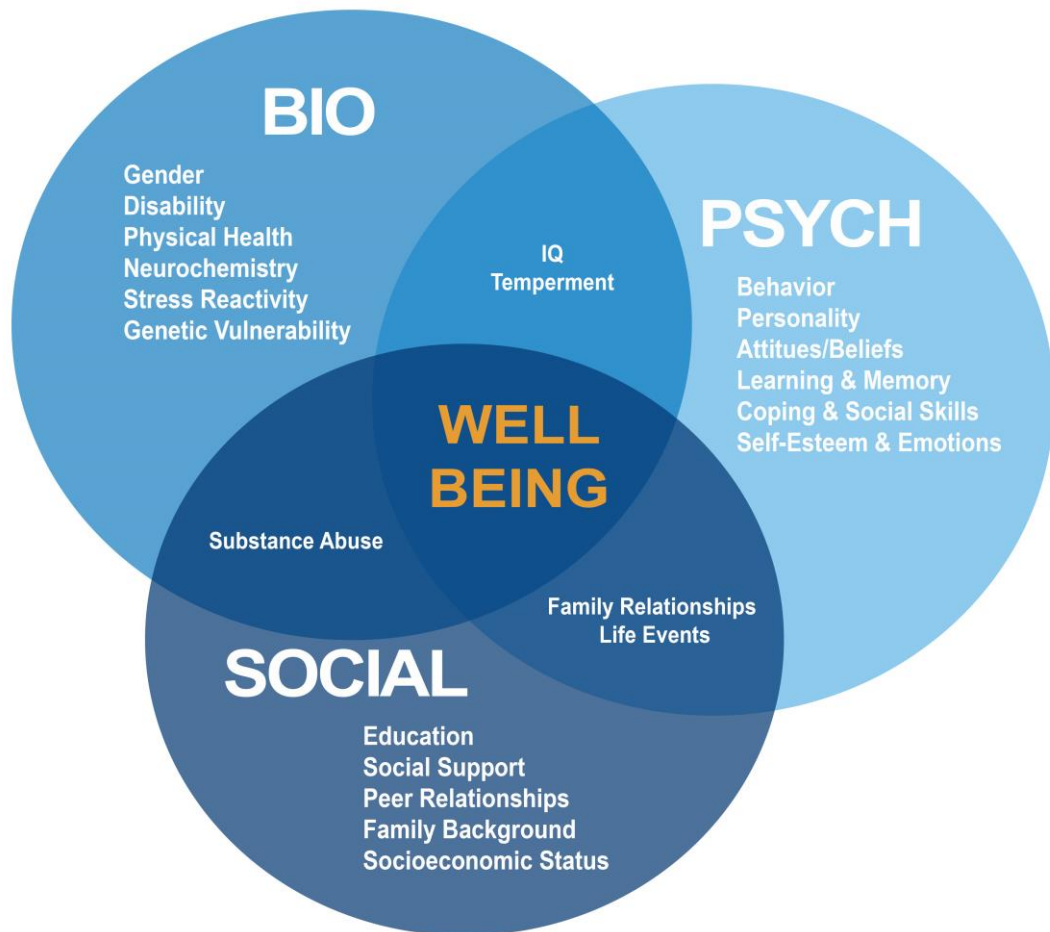 BIO
Gender
Disability
Physical Health
Neurochemistry
Stress Reactivity
Genetic Vulnerability
IQ
Temperment
PSYCH
Behavior
Personality
Attitues/Beliefs
Learning & Memory
Coping & Social Skills
Self-Esteem & Emotions
WELL
BEING
Substance Abuse
Family Relationships
Life Events
SOCIAL
Education
Social Support
Peer Relationships
Family Background
Socioeconomic Status